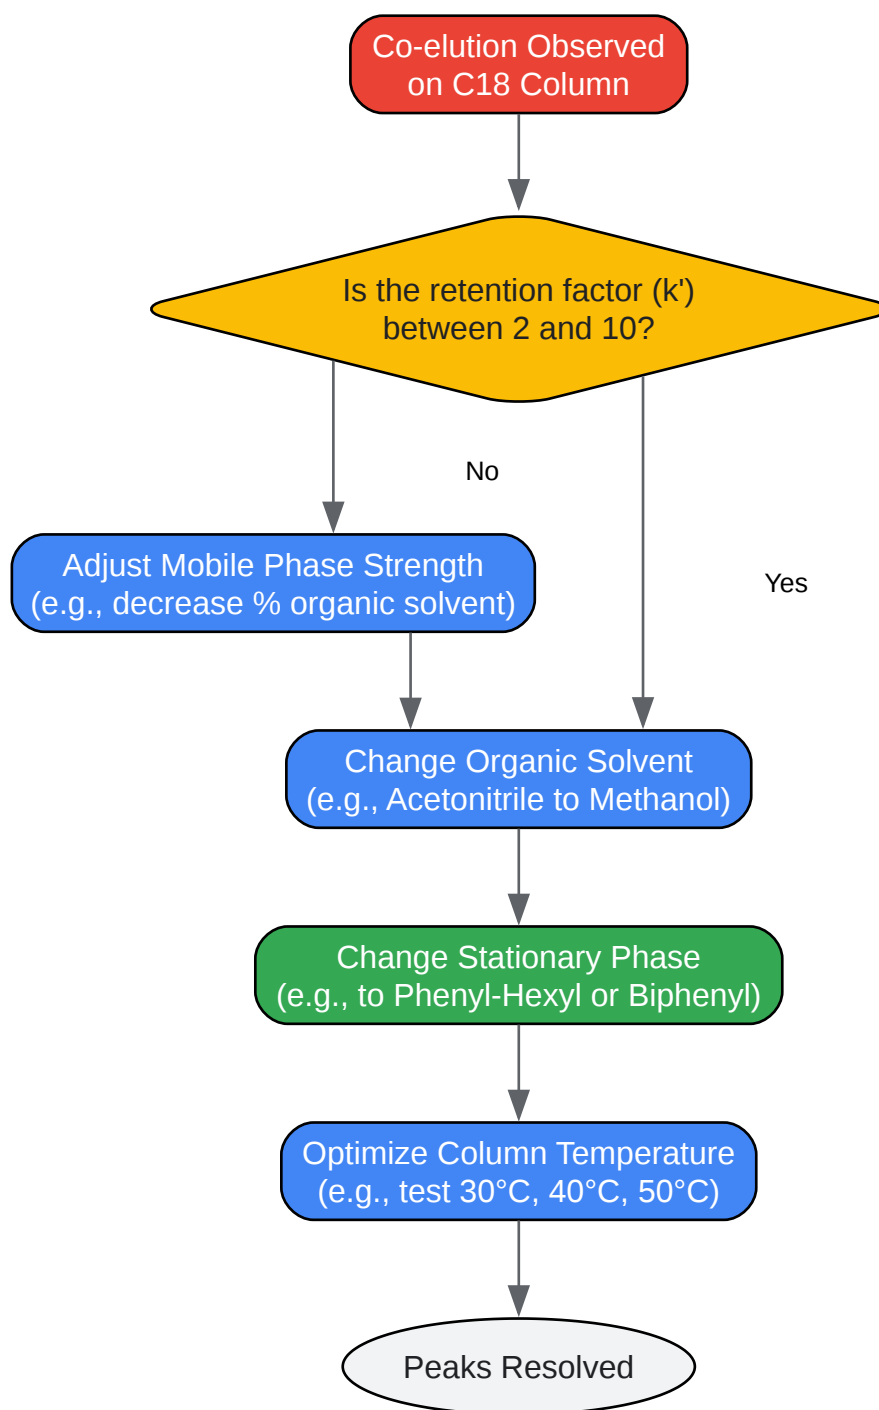 Co-elution Observed
on C18 Column
Is the retention factor (k')
between 2 and 10?
No
Adjust Mobile Phase Strength
(e.g., decrease % organic solvent)
Yes
Change Organic Solvent
(e.g., Acetonitrile to Methanol)
Change Stationary Phase
(e.g., to Phenyl-Hexyl or Biphenyl)
Optimize Column Temperature
(e.g., test 30°C, 40°C, 50°C)
Peaks Resolved